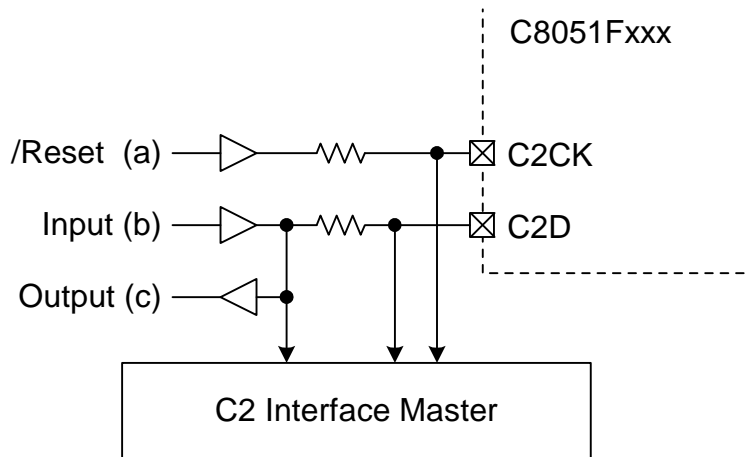 C8051Fxxx
/Reset (a)
C2CK
Input (b)
C2D
Output (c)
C2 Interface Master